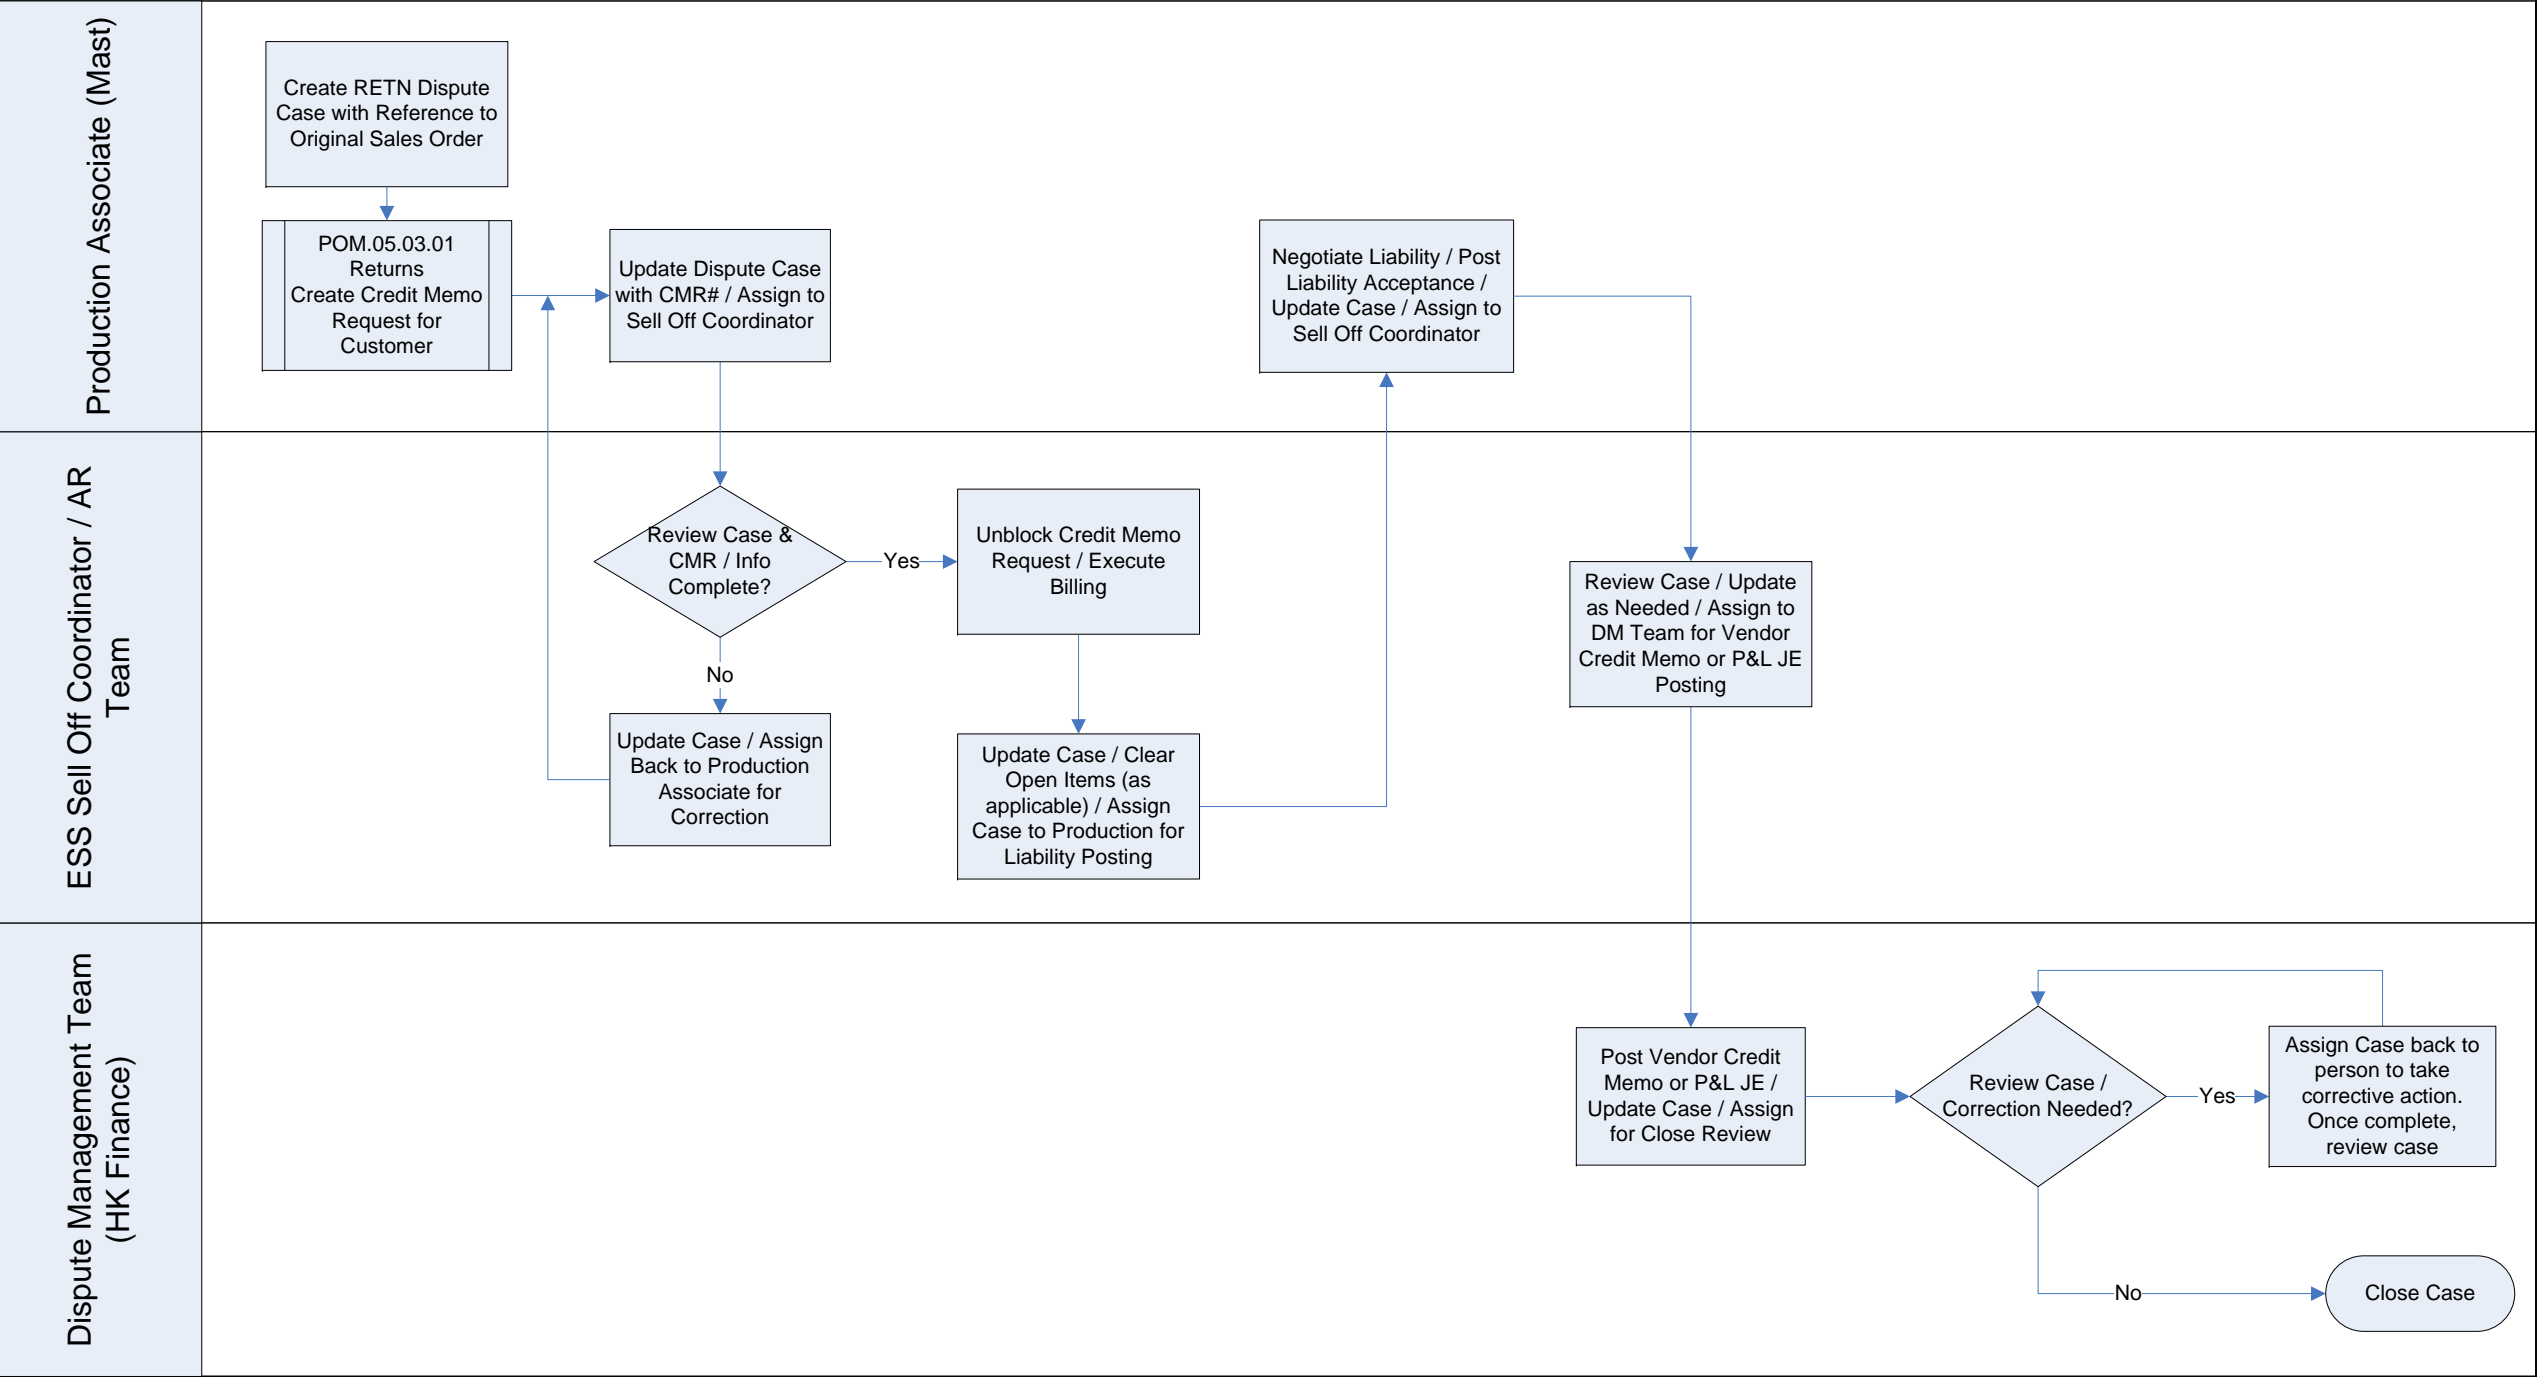 Production Associate (Mast)
Create RETN Dispute
Case with Reference to
Original Sales Order
POM.05.03.01
Returns
Create Credit Memo
Request for
Customer
Update Dispute Case
with CMR# / Assign to
Sell Off Coordinator
Negotiate Liability / Post
Liability Acceptance /
Update Case / Assign to
Sell Off Coordinator
ESS Sell Off Coordinator / AR
Team
Review Case &
CMR / Info
Complete?
Yes
No
Unblock Credit Memo
Request / Execute
Billing
Update Case / Assign
Back to Production
Associate for
Correction
Update Case / Clear
Open Items (as
applicable) / Assign
Case to Production for
Liability Posting
Review Case / Update
as Needed / Assign to
DM Team for Vendor
Credit Memo or P&L JE
Posting
Dispute Management Team
(HK Finance)
Post Vendor Credit
Memo or P&L JE /
Update Case / Assign
for Close Review
Review Case /
Correction Needed?
Yes
Assign Case back to
person to take
corrective action.
Once complete,
review case
No
Close Case